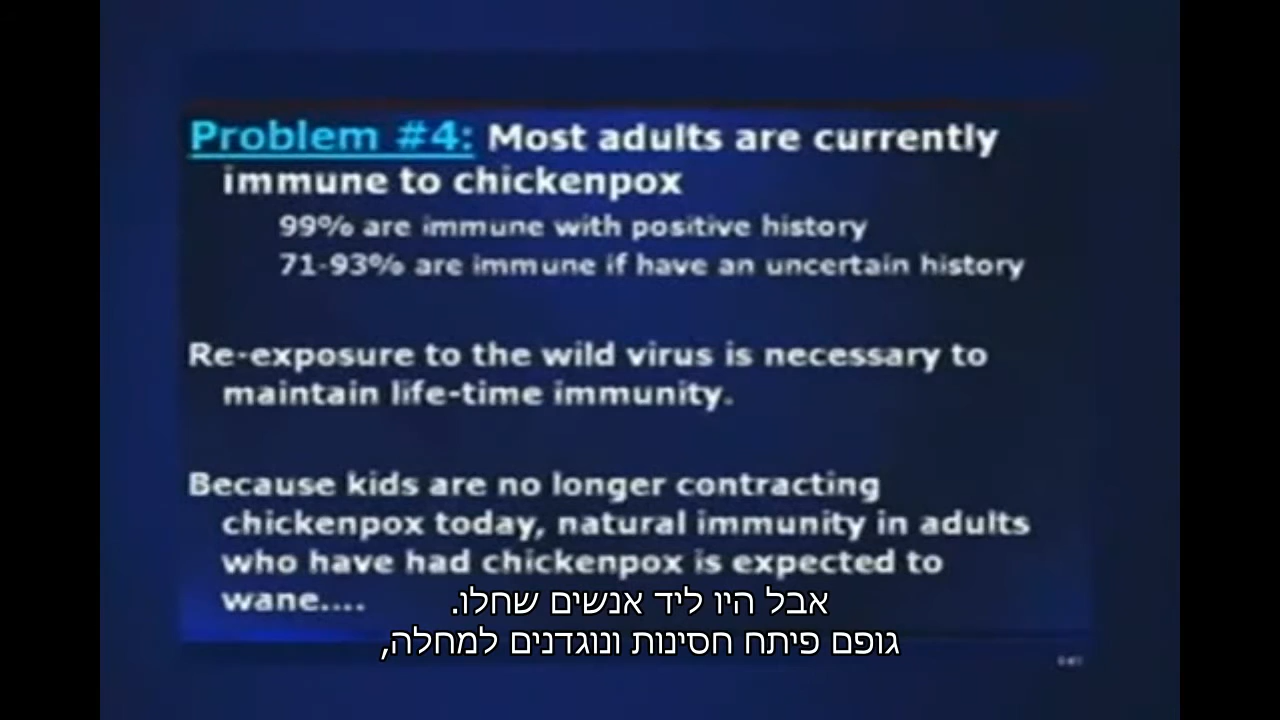 Problem #4: Most adults are currently
immune to chickenpox
99% are immune with positive history
71-93% are immune if have an uncertain history
Re-exposure to the wild virus is necessary to
maintain life-time immunity.
Because kids are no longer contracting
chickenpox today, natural immunity in adults
who have had chickenpox is expected to
wane....
אבל היו ליד אנשים שחלו.
גופם פיתח חסינות ונוגדנים למחלה,